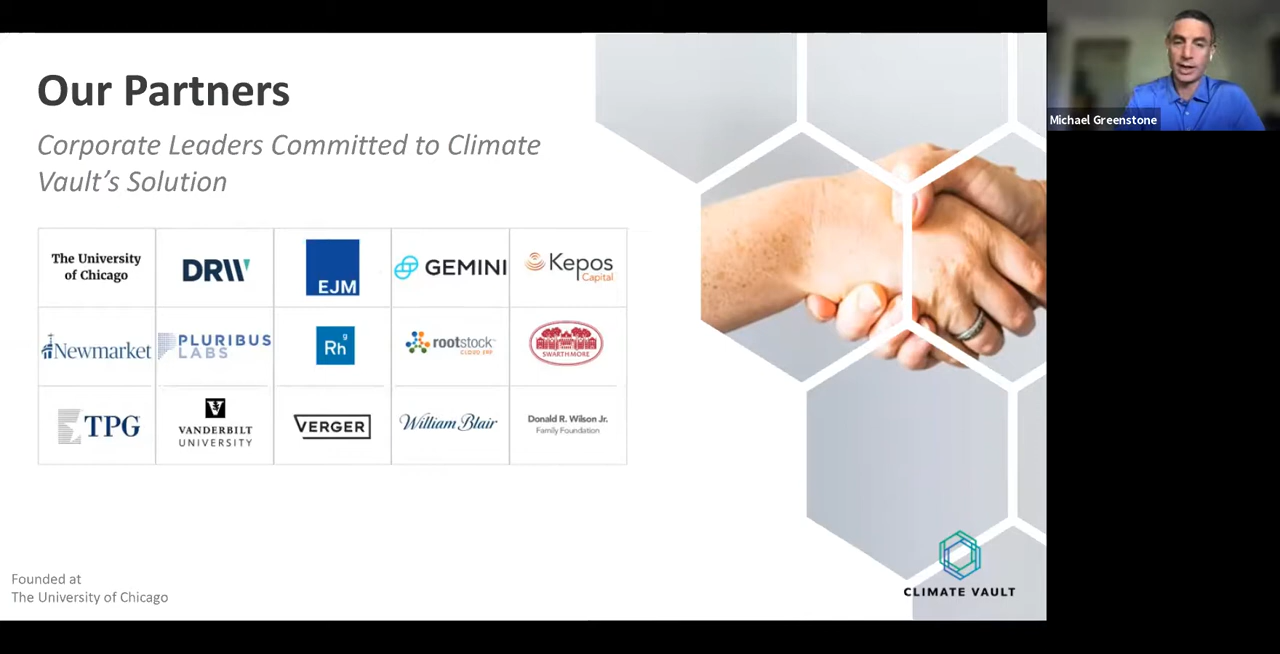 Our Partners
Corporate Leaders Committed to Climate
Vault's Solution
The University
of Chicago
DRW
EJM
GEMINI
Kepos
Capital
Newmarket
PLURIBUS
LABS
Rh
g
rootstock
CLOUD ERP
SWARTHMORE
TPG
VANDERBILT
UNIVERSITY
VERGER
William Blair
Donald R. Wilson Jr.
Family Foundation
Founded at
The University of Chicago
CLIMATE VAULT
Michael Greenstone